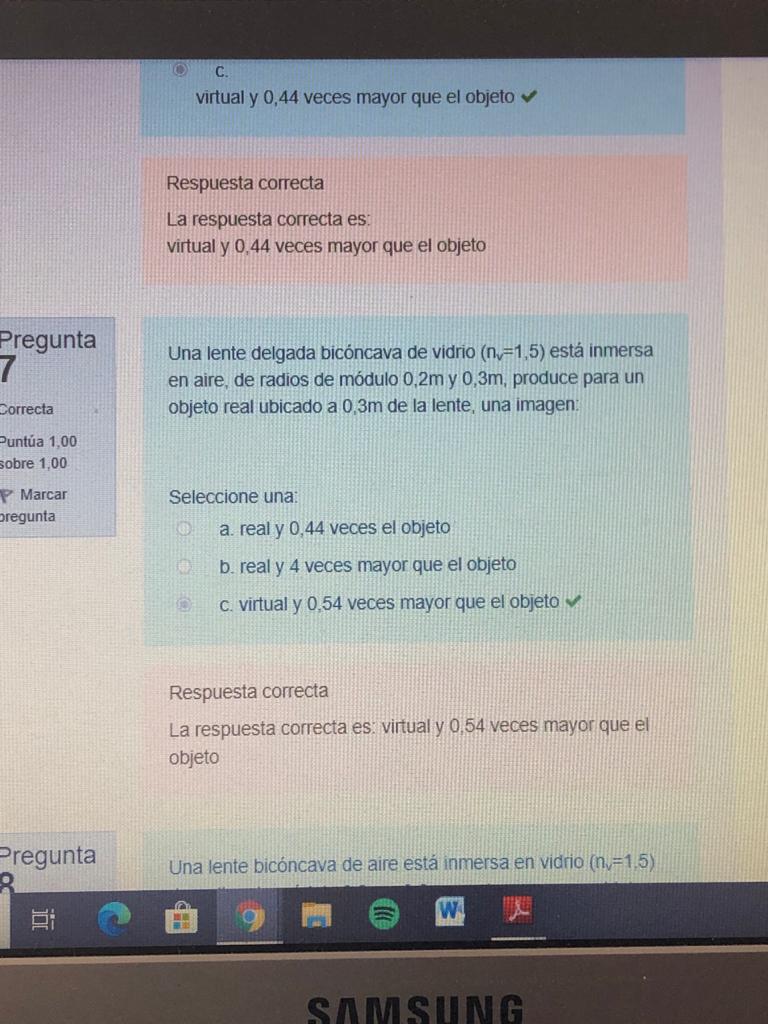 c.
virtual y 0,44 veces mayor que el objeto
Respuesta correcta
La respuesta correcta es:
virtual y 0,44 veces mayor que el objeto
Pregunta
7
Correcta
Puntúa 1,00
sobre 1,00
Marcar
pregunta
Una lente delgada bicóncava de vidrio (nv=1,5) está inmersa
en aire, de radios de módulo 0,2m y 0,3m, produce para un
objeto real ubicado a 0,3m de la lente, una imagen:
Seleccione una:
a. real y 0,44 veces el objeto
b. real y 4 veces mayor que el objeto
c. virtual y 0,54 veces mayor que el objeto
Respuesta correcta
La respuesta correcta es: virtual y 0,54 veces mayor que el
objeto
Pregunta
8
Una lente bicóncava de aire está inmersa en vidrio (nv=1,5)
W
SAMSUNG